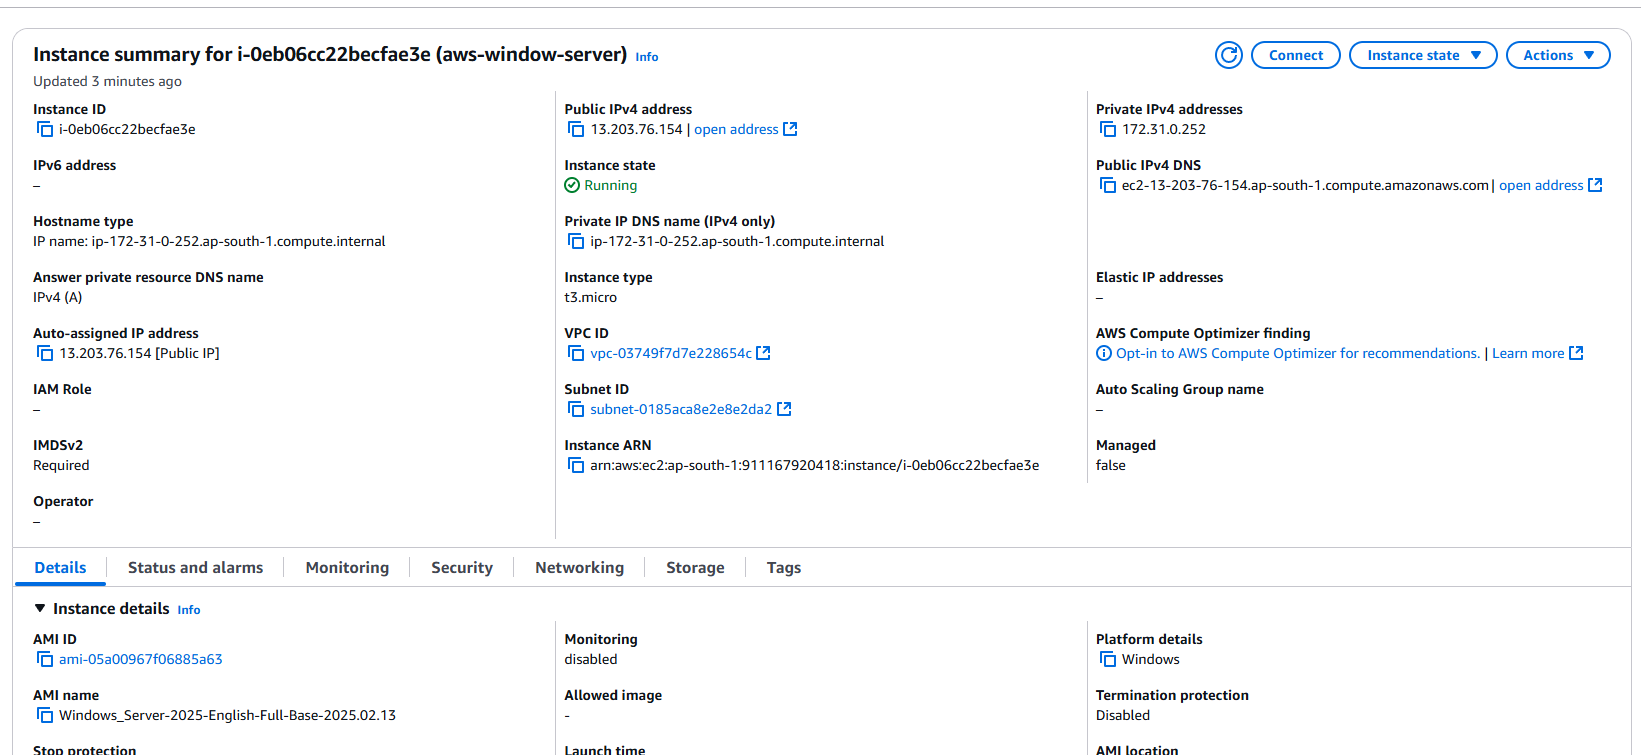 Instance summary for i-0eb06cc22becfae3e (aws-window-server) Info
Connect
Instance state
Actions
Updated 3 minutes ago
Instance ID
i-0eb06cc22becfae3e
Public IPv4 address
13.203.76.154 | open address
Private IPv4 addresses
172.31.0.252
IPv6 address
–
Instance state
Running
Public IPv4 DNS
ec2-13-203-76-154.ap-south-1.compute.amazonaws.com | open address
Hostname type
IP name: ip-172-31-0-252.ap-south-1.compute.internal
Private IP DNS name (IPv4 only)
ip-172-31-0-252.ap-south-1.compute.internal
Answer private resource DNS name
IPv4 (A)
Instance type
t3.micro
Elastic IP addresses
–
Auto-assigned IP address
13.203.76.154 [Public IP]
VPC ID
vpc-03749f7d7e228654c
AWS Compute Optimizer finding
Opt-in to AWS Compute Optimizer for recommendations. | Learn more
IAM Role
–
Subnet ID
subnet-0185aca8e2e8e2da2
Auto Scaling Group name
–
IMDSv2
Required
Instance ARN
arn:aws:ec2:ap-south-1:911167920418:instance/i-0eb06cc22becfae3e
Managed
false
Operator
–
Details
Status and alarms
Monitoring
Security
Networking
Storage
Tags
Instance details Info
AMI ID
ami-05a00967f06885a63
Monitoring
disabled
Platform details
Windows
AMI name
Windows_Server-2025-English-Full-Base-2025.02.13
Allowed image
-
Termination protection
Disabled
Stop protection
Launch time
AMI location